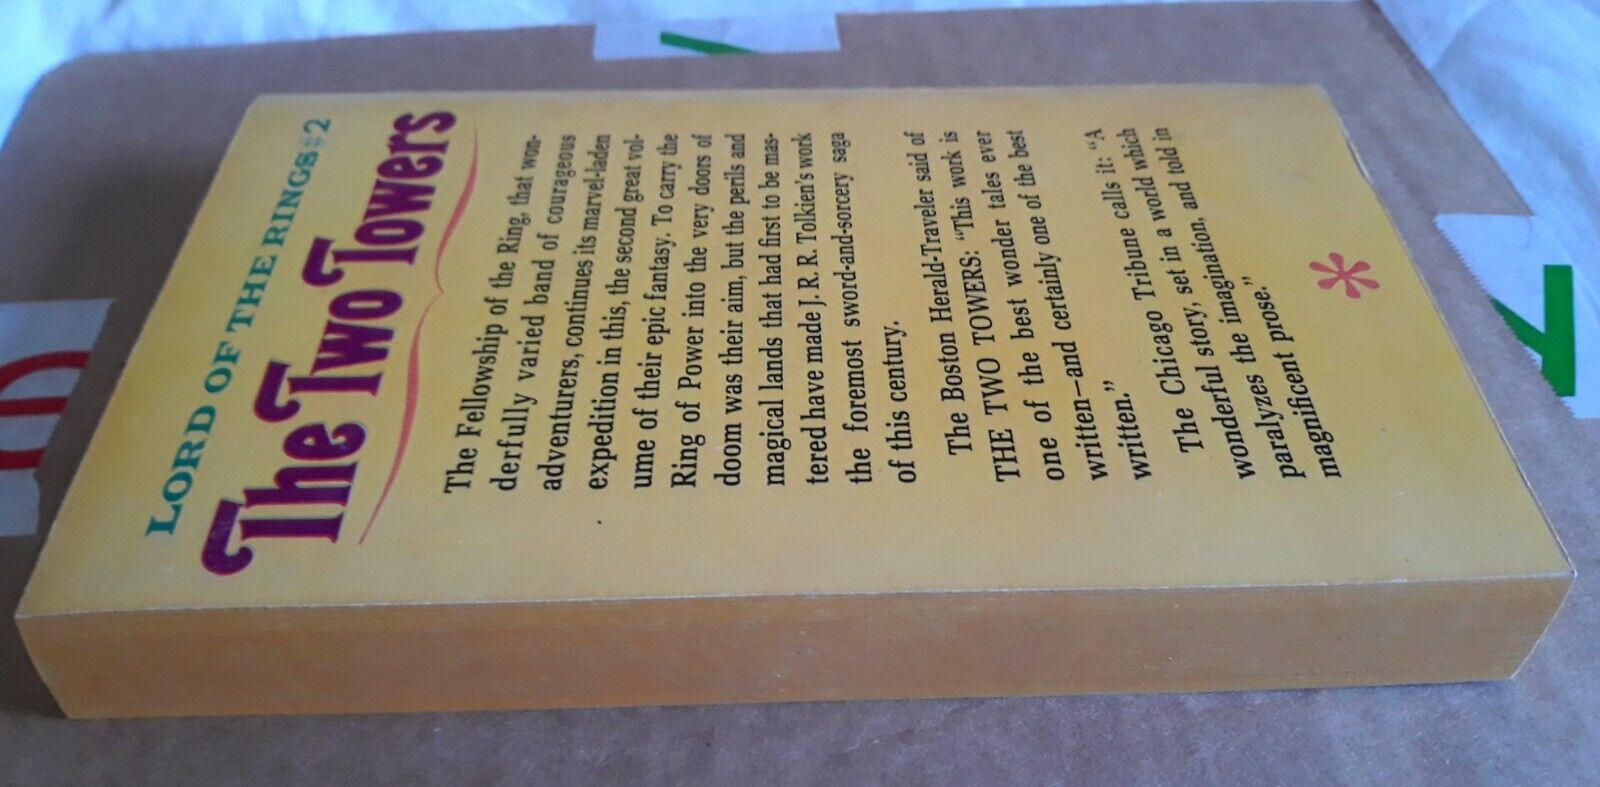 LORD OF THE RINGS #2
The Two Towers
The Fellowship of the Ring, that won-
derfully varied band of courageous
adventurers, continues its marvel-laden
expedition in this, the second great vol-
ume of their epic fantasy. To carry the
Ring of Power into the very doors of
doom was their aim, but the perils and
magical lands that had first to be mas-
tered have made J. R. R. Tolkien's work
the foremost sword-and-sorcery saga
of this century.
The Boston Herald-Traveler said of
THE TWO TOWERS: "This work is
one of the best wonder tales ever
written—and certainly one of the best
written."
The Chicago Tribune calls it: "A
wonderful story, set in a world which
paralyzes the imagination, and told in
magnificent prose."